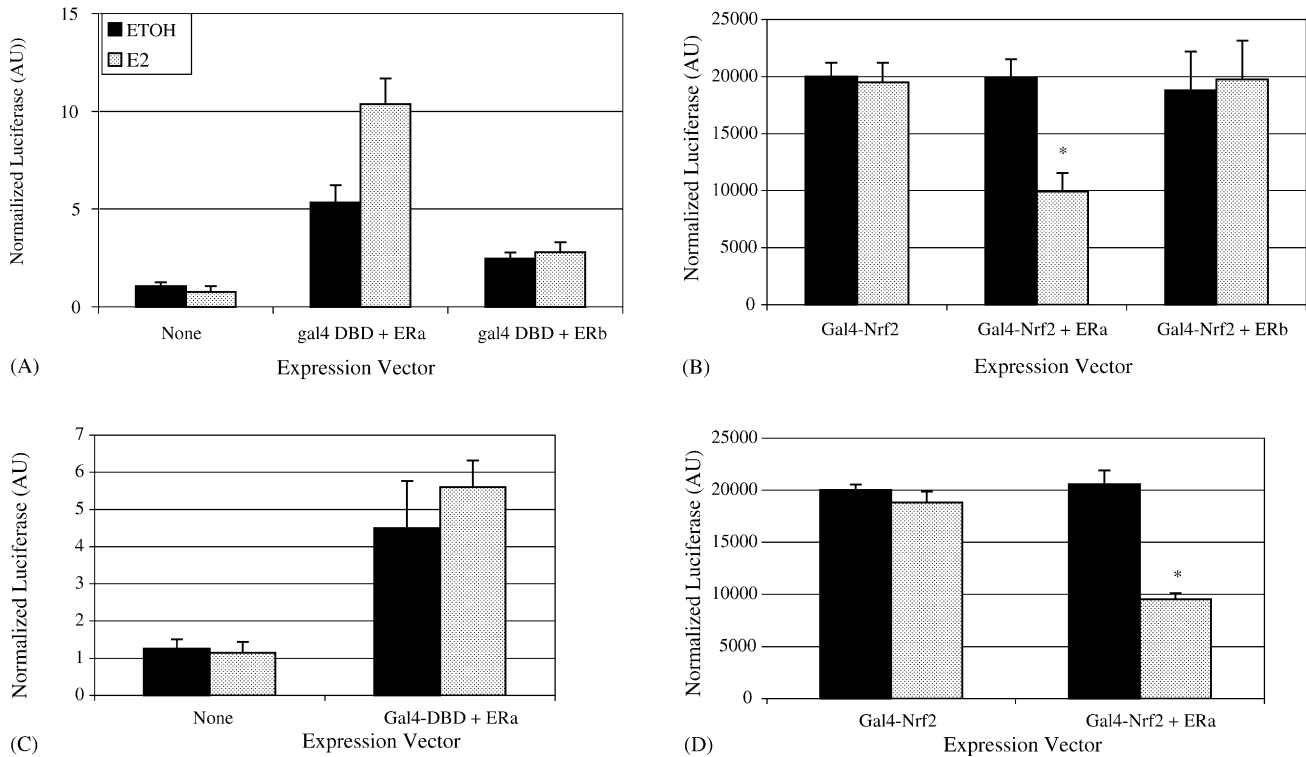 Normailized Luciferase (AU))
15
10
5
0
ETOH
E2
None
gal4 DBD + ERa
gal4 DBD + ERb
(A)
Expression Vector
Normalized Luciferase (AU)
25000
20000
15000
10000
5000
0
*
Gal4-Nrf2
Gal4-Nrf2 + ERa
Gal4-Nrf2 + ERb
(B)
Expression Vector
Normalized Luciferase (AU)
7
6
5
4
3
2
1
0
None
Gal4-DBD + ERa
(C)
Expression Vector
Normalized Luciferase (AU)
25000
20000
15000
10000
5000
0
*
Gal4-Nrf2
Gal4-Nrf2 + ERa
(D)
Expression Vector